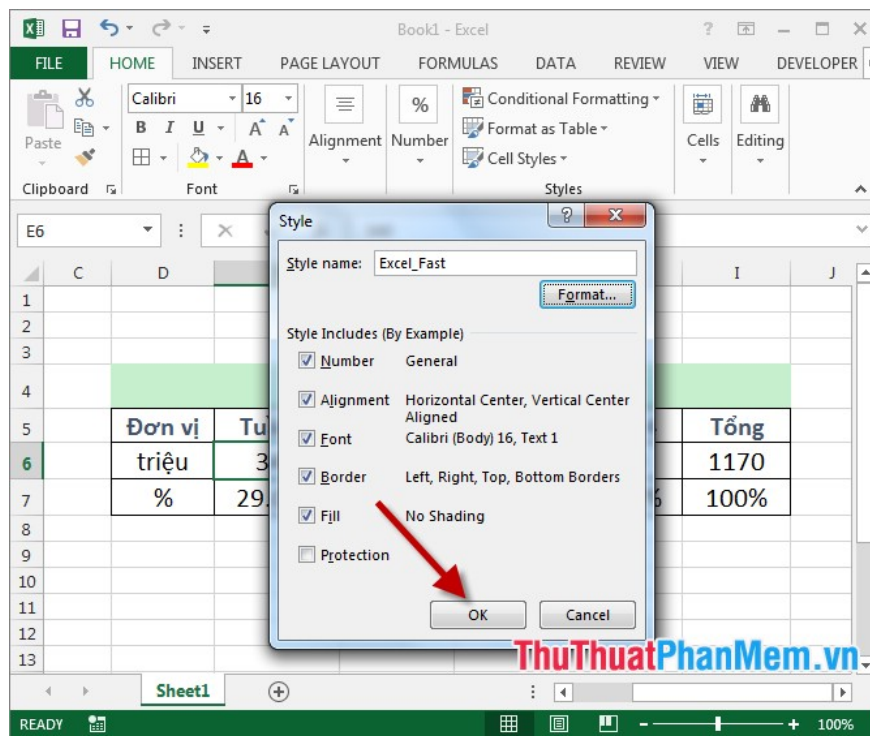 Book1 - Excel
FILE HOME INSERT PAGE LAYOUT FORMULAS DATA REVIEW VIEW DEVELOPER
Calibri 16 % Conditional Formatting
B I U A A Format as Table
Paste Alignment Number Cell Styles Cells Editing
A
Clipboard Font Styles
E6
Style
Style name: Excel_Fast
Format...
C D I J
Style Includes (By Example)
1
2
3
4
5
6
7
8
9
10
11
12
13
Number General
Alignment Horizontal Center, Vertical Center
Aligned
Font Calibri (Body) 16, Text 1
Border Left, Right, Top, Bottom Borders
Fill No Shading
Protection
OK Cancel
Đơn vị Tổng
triệu 1170
% 29. 100%
ThuThuatPhanMem.vn
Sheet1
READY 100%